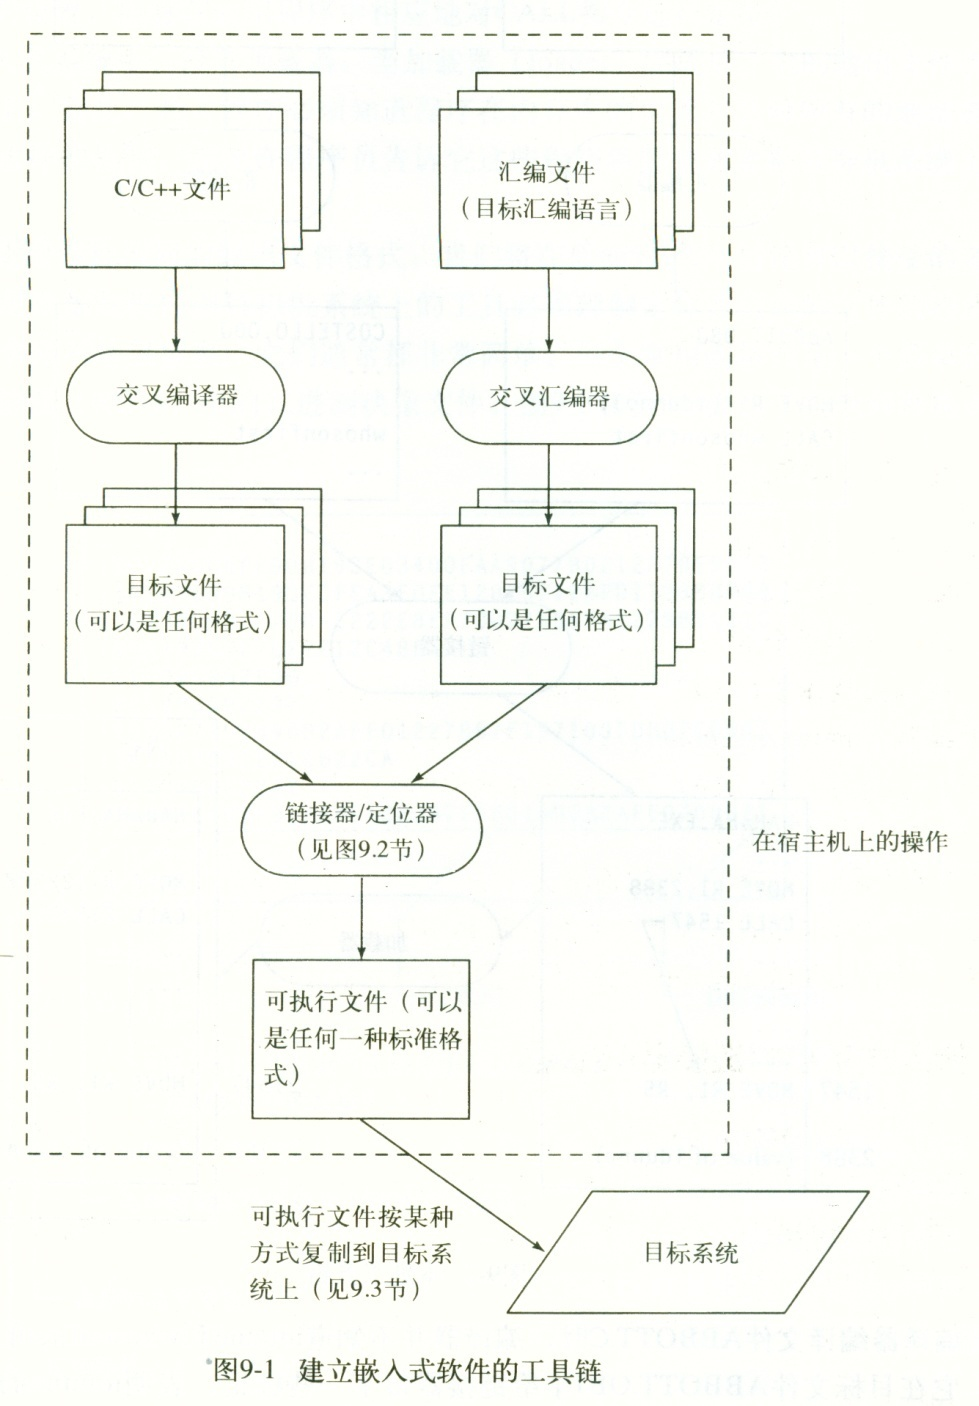 C/C++文件
汇编文件
(目标汇编语言)
交叉编译器
交叉汇编器
目标文件
(可以是任何格式)
目标文件
(可以是任何格式)
链接器/定位器
(见图9.2节)
在宿主机上的操作
可执行文件(可以
是任何一种标准格
式)
可执行文件按某种
方式复制到目标系
统上(见9.3节)
目标系统
图9-1 建立嵌入式软件的工具链